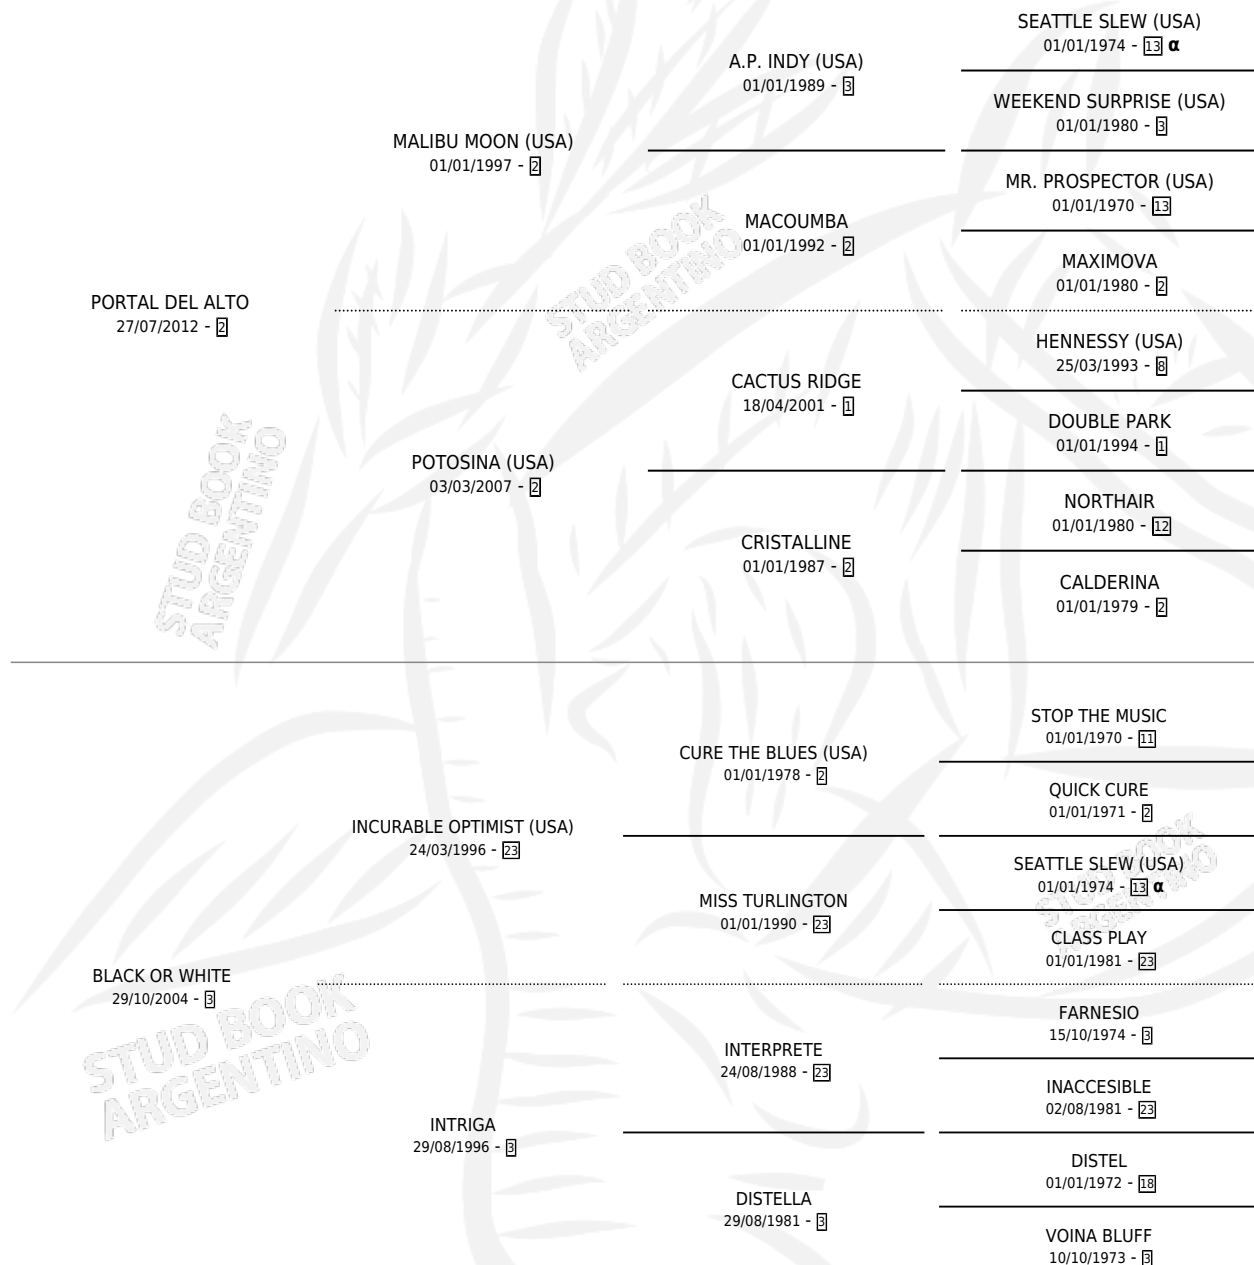 SEATTLE SLEW (USA)
01/01/1974 - 13 α
A.P. INDY (USA)
01/01/1989 - 3
WEEKEND SURPRISE (USA)
01/01/1980 - 3
MALIBU MOON (USA)
01/01/1997 - 2
MR. PROSPECTOR (USA)
01/01/1970 - 13
MACOUMBA
01/01/1992 - 2
MAXIMOVA
01/01/1980 - 2
PORTAL DEL ALTO
27/07/2012 - 2
HENNESSY (USA)
25/03/1993 - 8
CACTUS RIDGE
18/04/2001 - 1
DOUBLE PARK
01/01/1994 - 1
POTOSINA (USA)
03/03/2007 - 2
NORTHAIR
01/01/1980 - 12
CRISTALLINE
01/01/1987 - 2
CALDERINA
01/01/1979 - 2
STOP THE MUSIC
01/01/1970 - 11
CURE THE BLUES (USA)
01/01/1978 - 2
QUICK CURE
01/01/1971 - 2
INCURABLE OPTIMIST (USA)
24/03/1996 - 23
SEATTLE SLEW (USA)
01/01/1974 - 13 α
MISS TURLINGTON
01/01/1990 - 23
CLASS PLAY
01/01/1981 - 23
BLACK OR WHITE
29/10/2004 - 3
FARNESIO
15/10/1974 - 3
INTERPRETE
24/08/1988 - 23
INACCESIBLE
02/08/1981 - 23
INTRIGA
29/08/1996 - 3
DISTEL
01/01/1972 - 18
DISTELLA
29/08/1981 - 3
VOINA BLUFF
10/10/1973 - 3
STUD BOOK
ARGENTINO
STUD BOOK
ARGENTINO
STUD BOOK
ARGENTINO
STUD BOOK
ARGENTINO